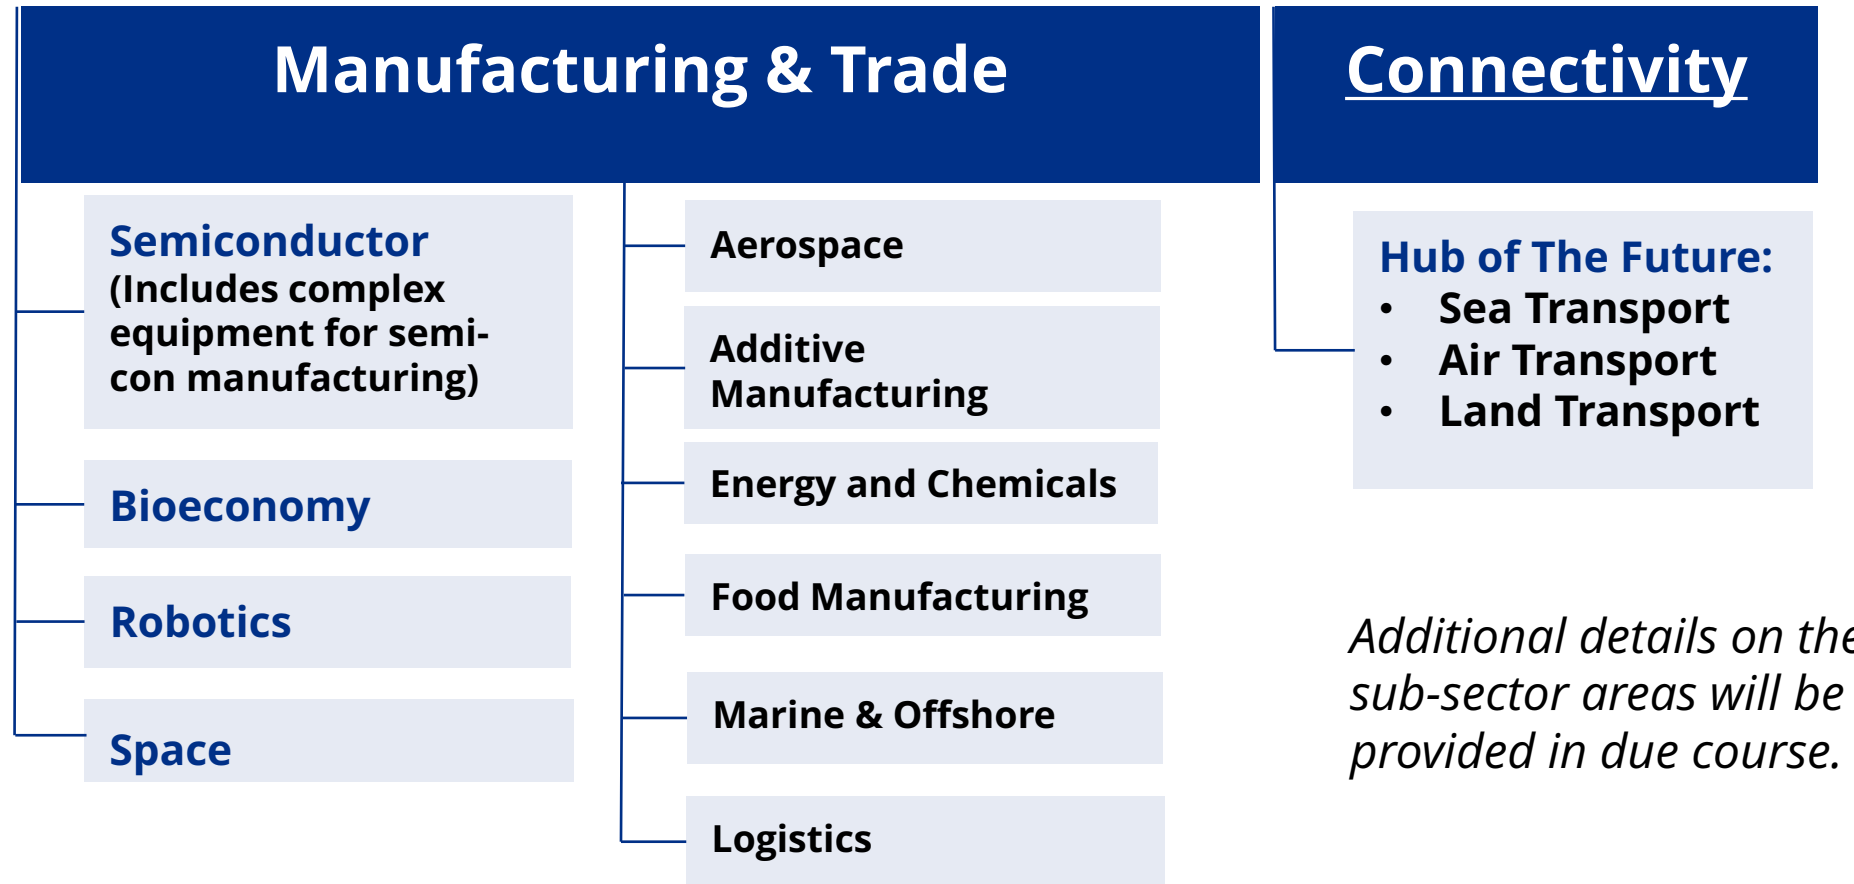 Manufacturing & Trade
Semiconductor
(Includes complex
equipment for semi-
con manufacturing)
Bioeconomy
Robotics
Space
Aerospace
Additive
Manufacturing
Energy and Chemicals
Food Manufacturing
Marine & Offshore
Logistics
Connectivity
Hub of The Future:
• Sea Transport
• Air Transport
• Land Transport
Additional details on the
sub-sector areas will be
provided in due course.